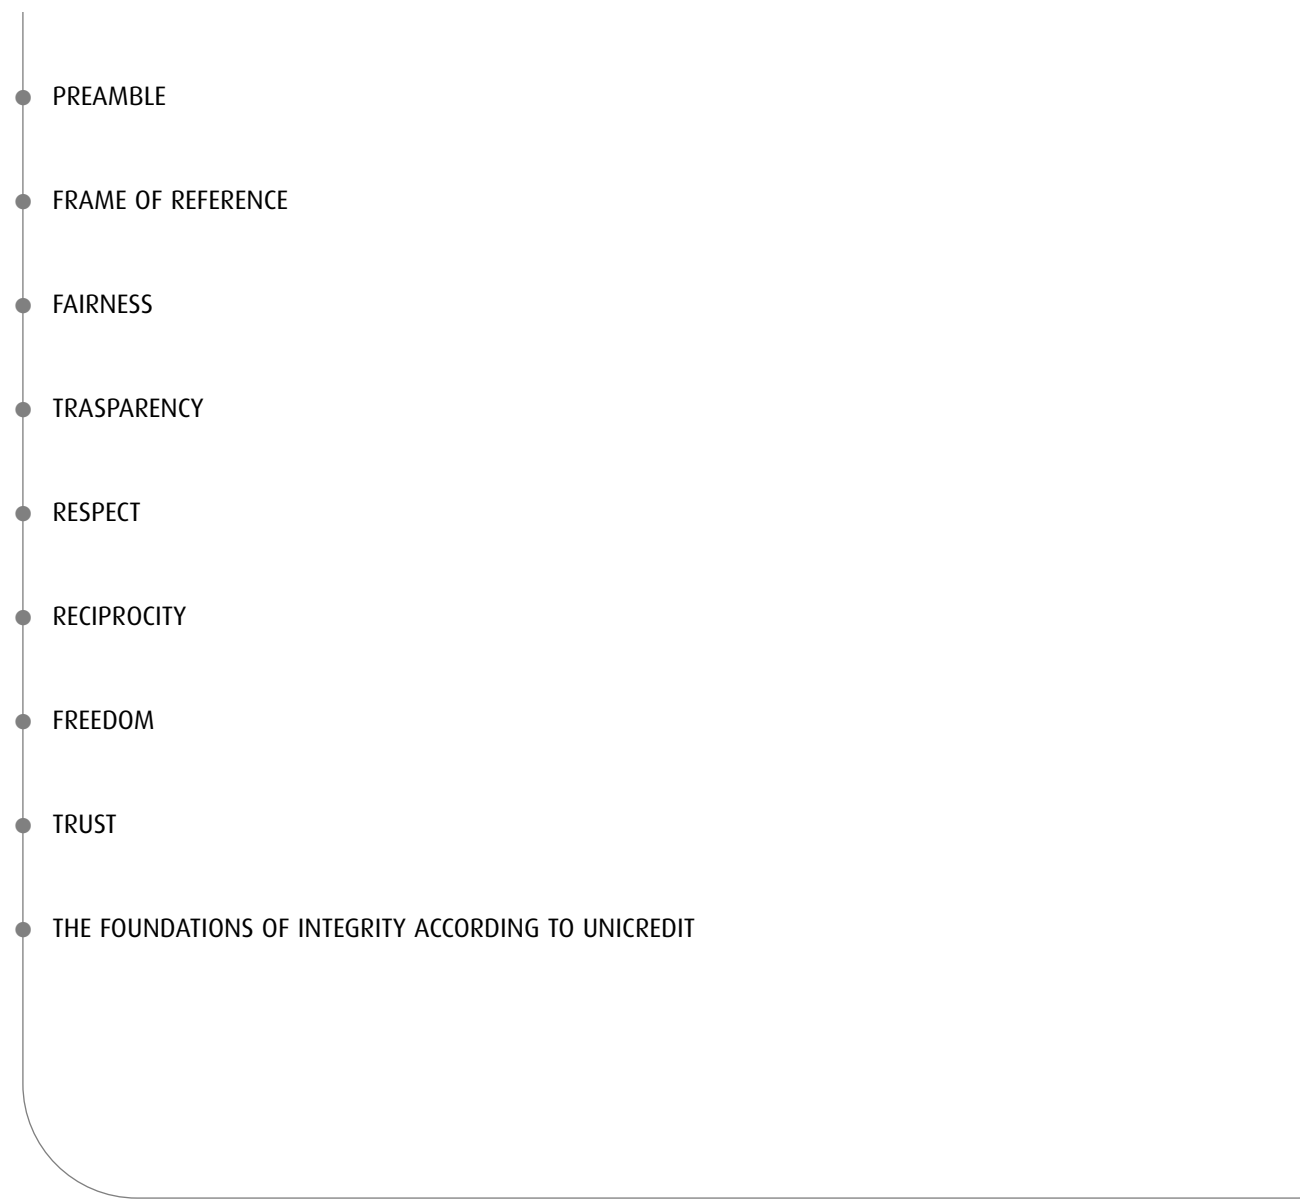 PREAMBLE
FRAME OF REFERENCE
FAIRNESS
TRASPARENCY
RESPECT
RECIPROCITY
FREEDOM
TRUST
THE FOUNDATIONS OF INTEGRITY ACCORDING TO UNICREDIT